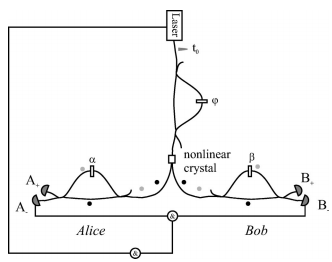 Laser
t₀
φ
nonlinear
crystal
α
β
A₊
B₊
A₋
B₋
&
Alice
Bob
&